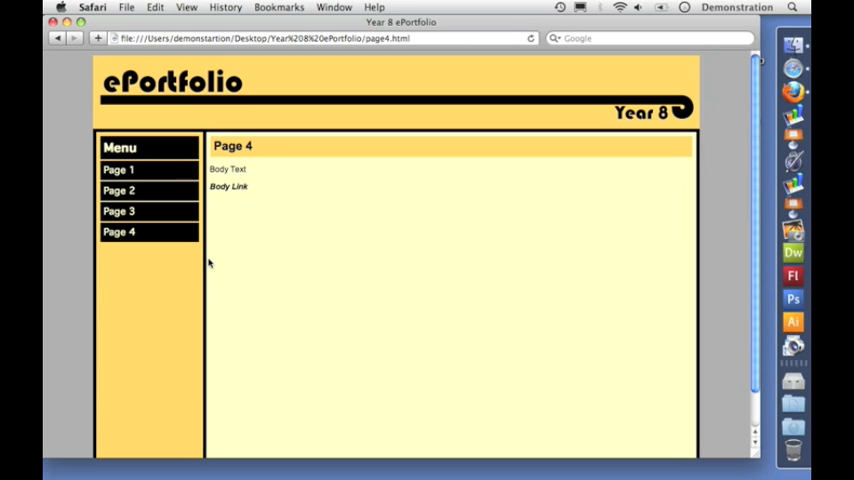 Safari File Edit View History Bookmarks Window Help Demonstration
Year 8 ePortfolio
file:///Users/demonstartion/Desktop/Year%208%20ePortfolio/page4.html Google
ePortfolio
Year 8
Menu
Page 1
Page 2
Page 3
Page 4
Page 4
Body Text
Body Link
Dw
Fl
Ps
Ai